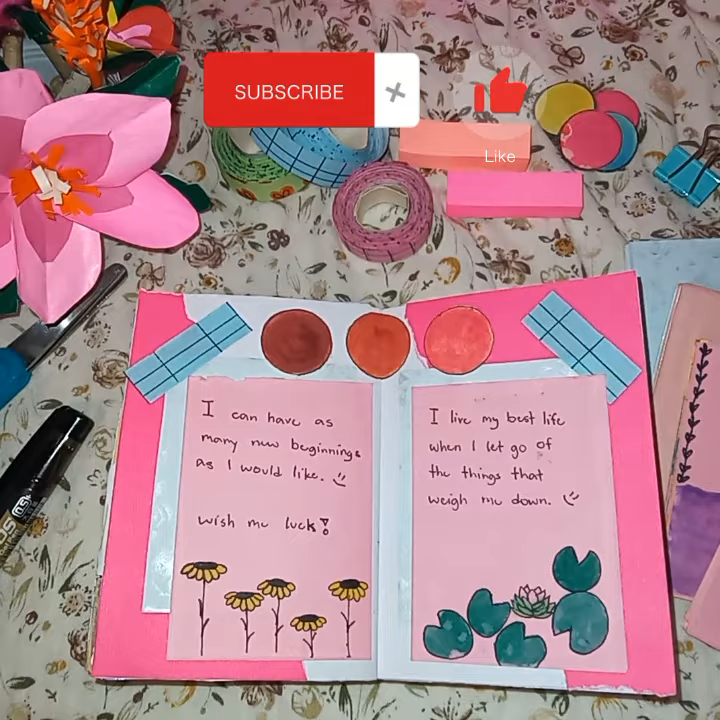 SUBSCRIBE
Like
I can have as
many new beginnings
as I would like.
wish me luck!
I live my best life
when I let go of
the things that
weigh me down.